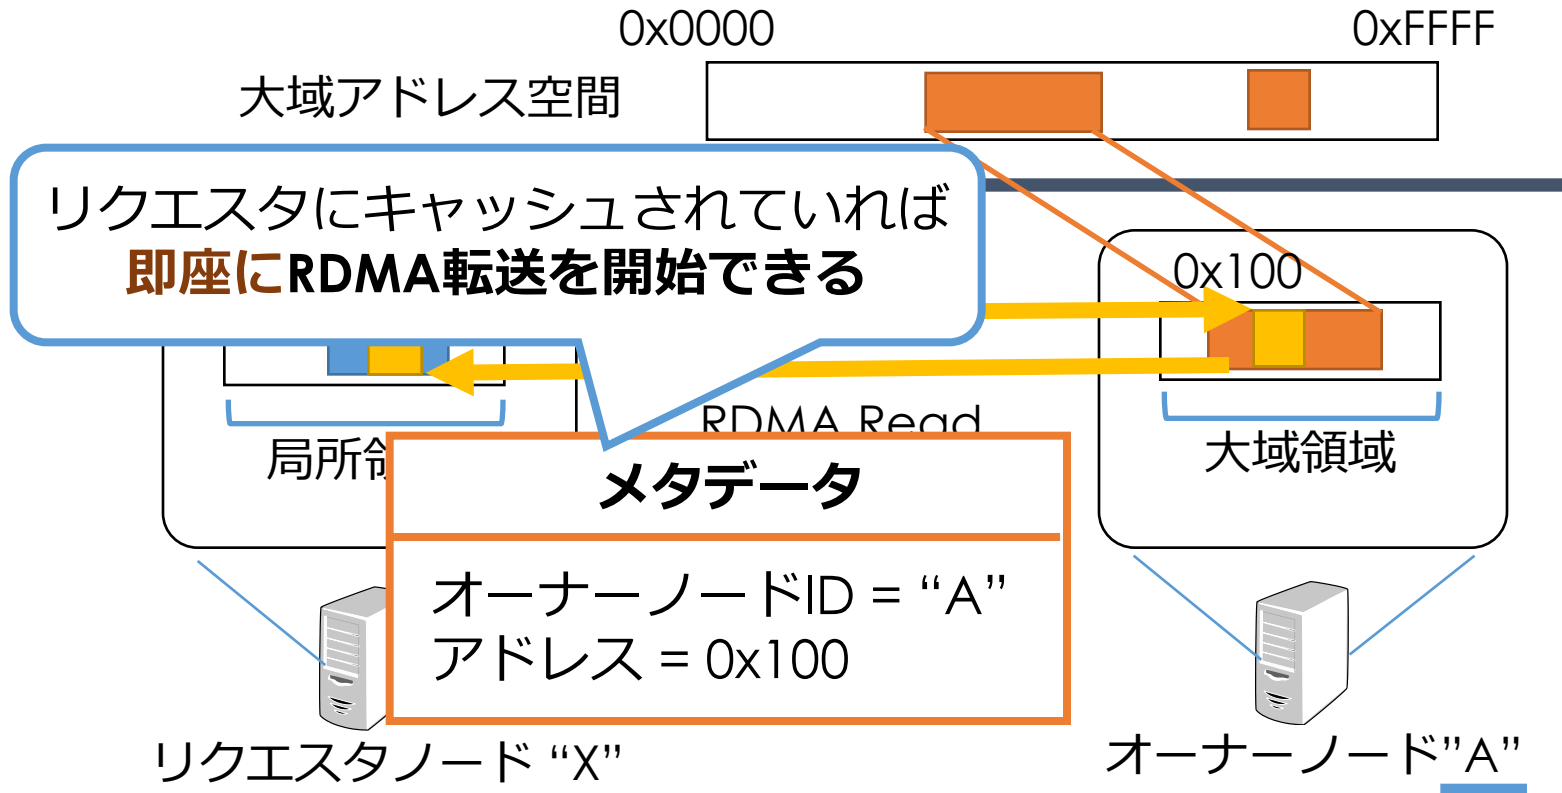 0x0000
0xFFFF
大域アドレス空間
リクエスタにキャッシュされていれば
即座にRDMA転送を開始できる
0x100
RDMA Read
局所
大域領域
メタデータ
オーナーノードID = “A”
アドレス = 0x100
リクエスタノード “X”
オーナーノード”A”